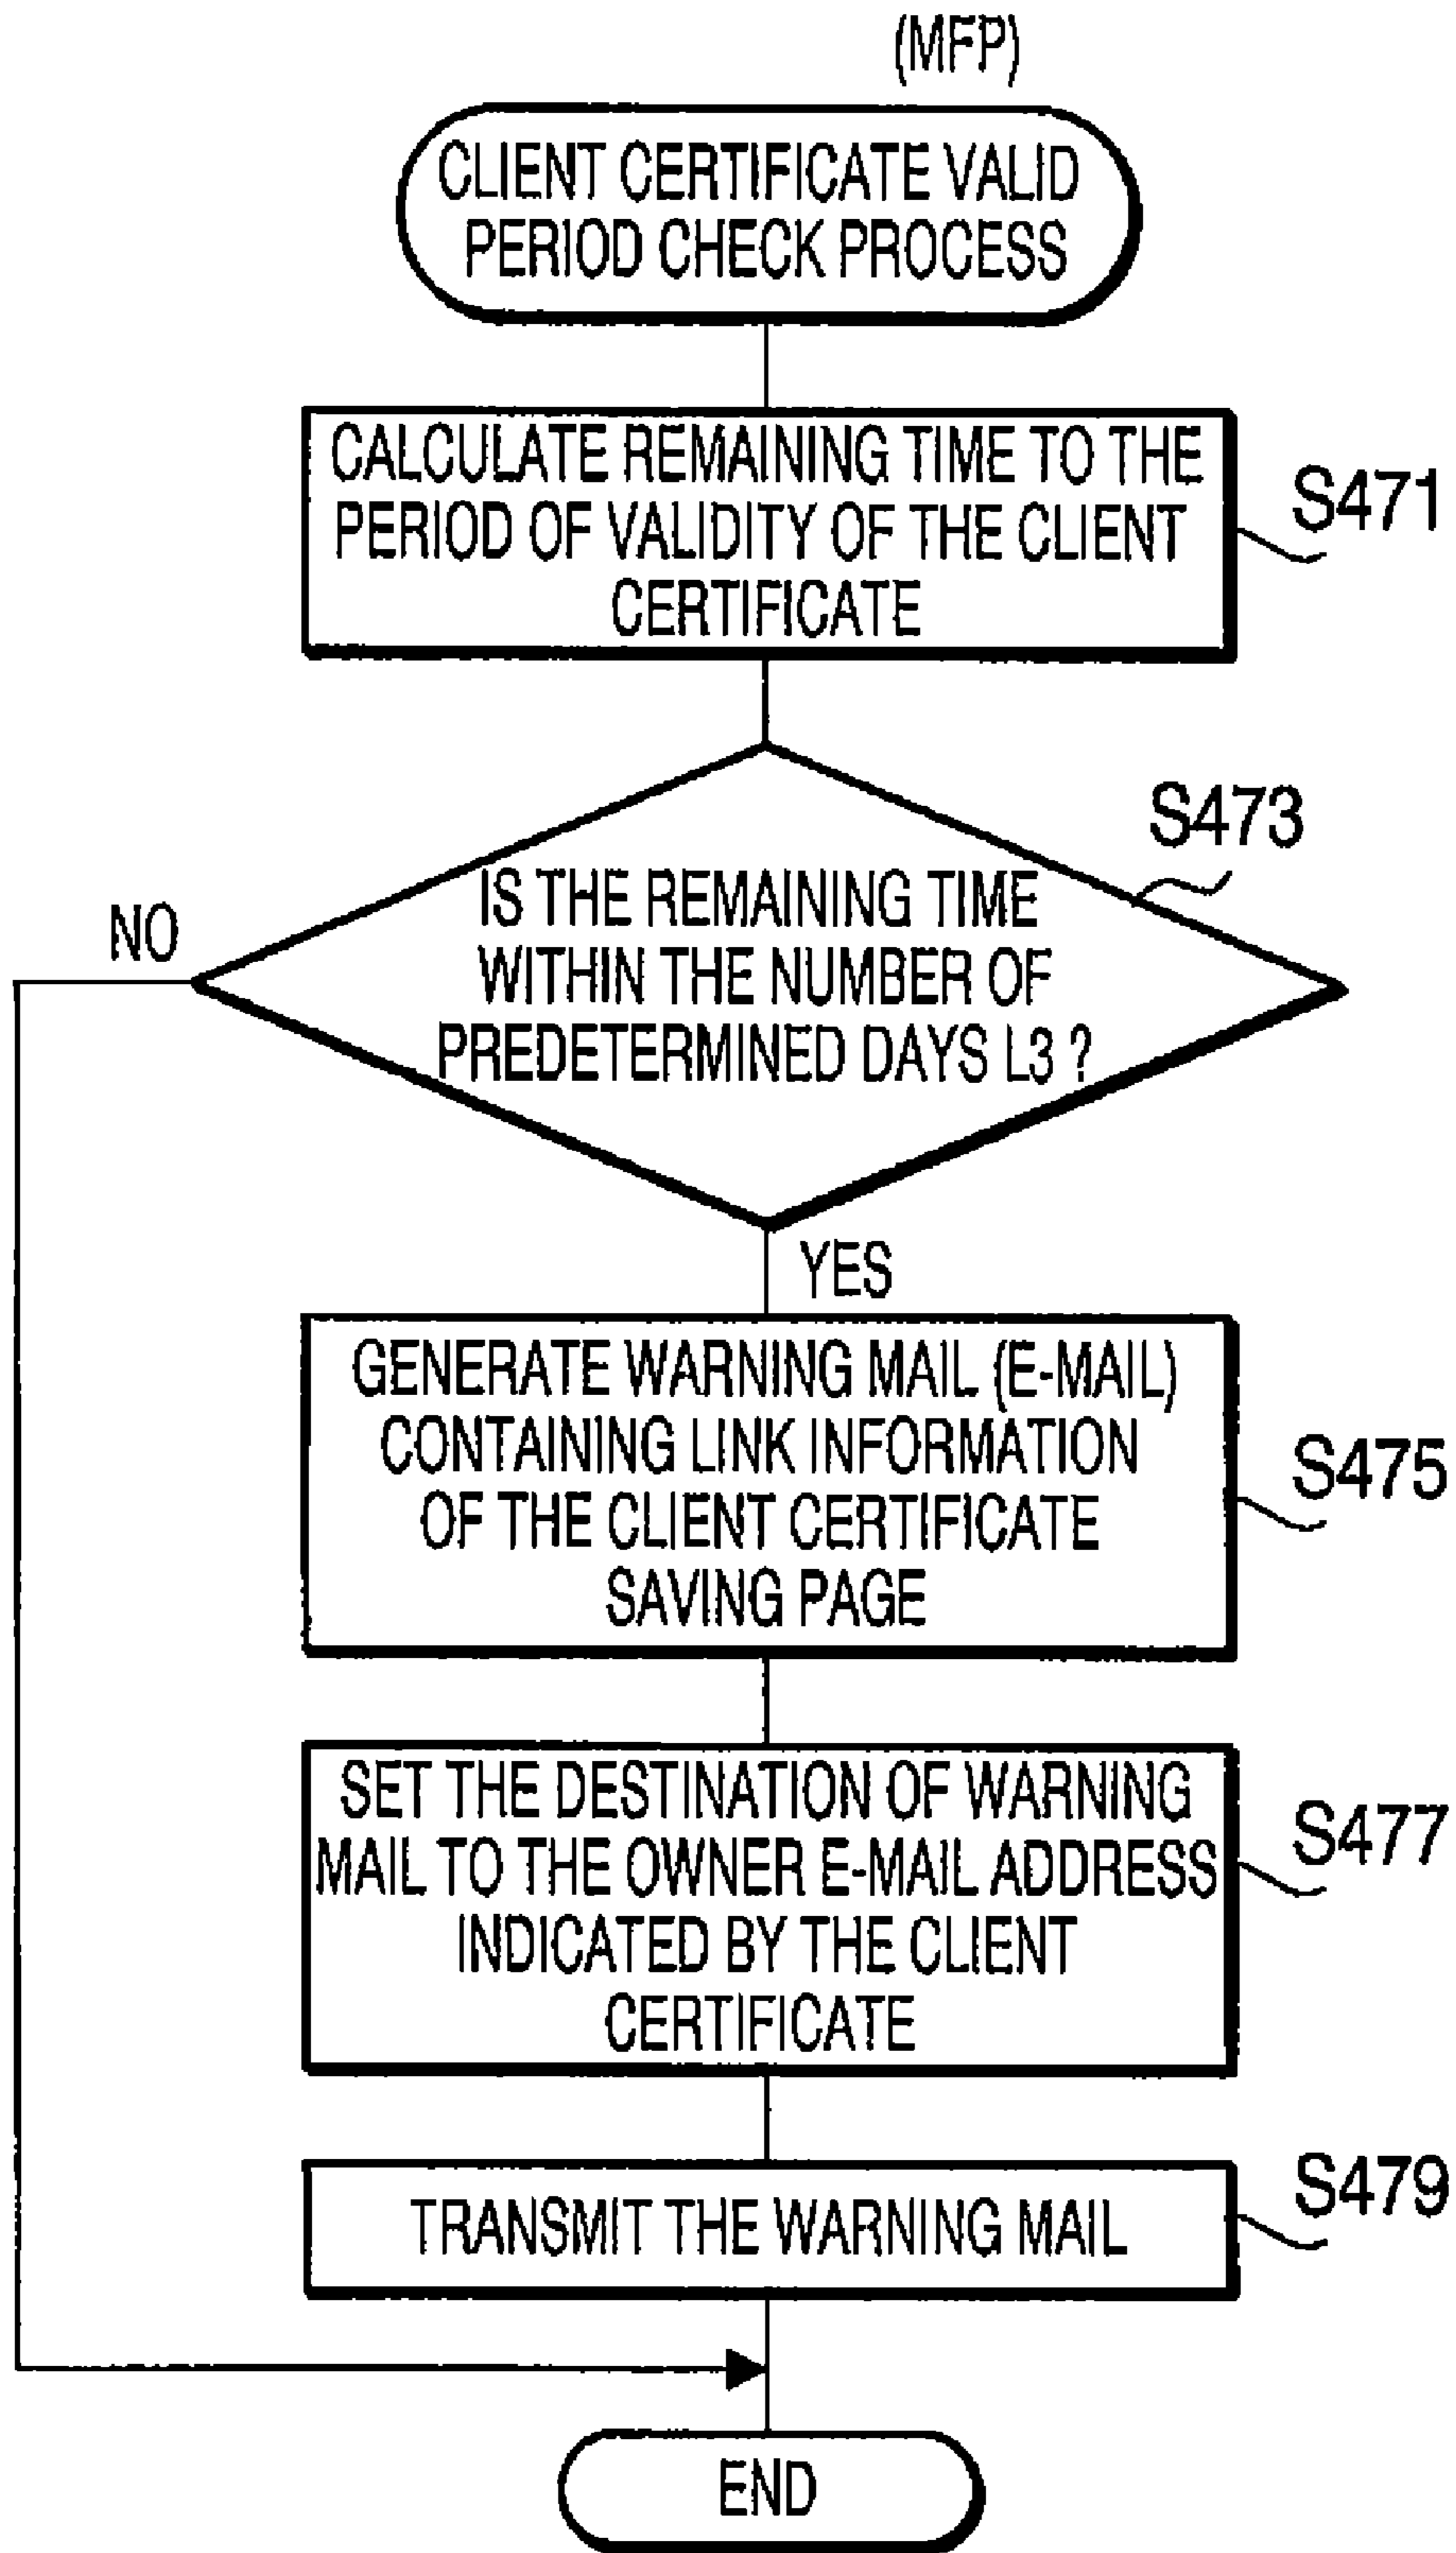 (MFP)
CLIENT CERTIFICATE VALID
PERIOD CHECK PROCESS
CALCULATE REMAINING TIME TO THE
PERIOD OF VALIDITY OF THE CLIENT
CERTIFICATE
S471
S473
IS THE REMAINING TIME
WITHIN THE NUMBER OF
PREDETERMINED DAYS L3 ?
NO
YES
GENERATE WARNING MAIL (E-MAIL)
CONTAINING LINK INFORMATION
OF THE CLIENT CERTIFICATE
SAVING PAGE
S475
SET THE DESTINATION OF WARNING
MAIL TO THE OWNER E-MAIL ADDRESS
INDICATED BY THE CLIENT
CERTIFICATE
S477
TRANSMIT THE WARNING MAIL
S479
END